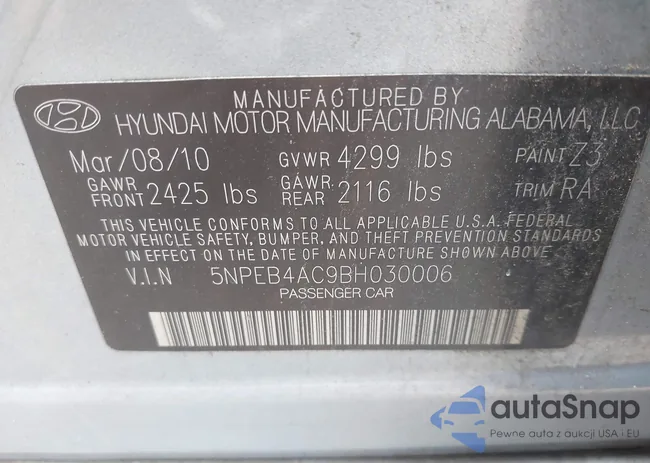 MANUFACTURED BY
HYUNDAI MOTOR MANUFACTURING ALABAMA, LLC
Mar/08/10 GVWR 4299 lbs PAINT Z3
GAWR FRONT 2425 lbs GAWR REAR 2116 lbs TRIM RA
THIS VEHICLE CONFORMS TO ALL APPLICABLE U.S.A. FEDERAL
MOTOR VEHICLE SAFETY, BUMPER, AND THEFT PREVENTION STANDARDS
IN EFFECT ON THE DATE OF MANUFACTURE SHOWN ABOVE.
V.I.N 5NPEB4AC9BH030006
PASSENGER CAR
autoSnap
Pewne auta z aukcji USA i EU